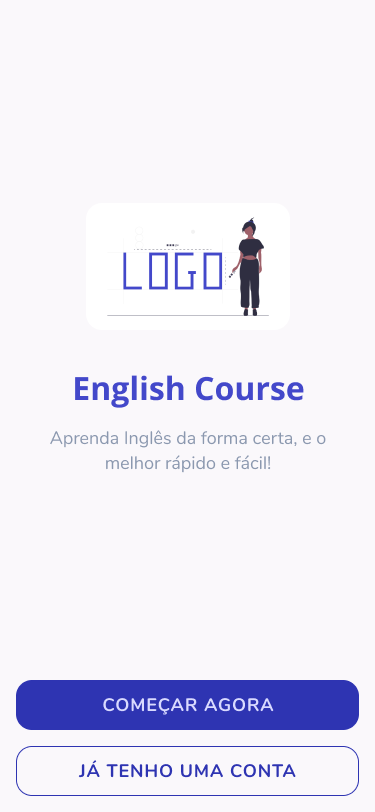 LOGO
English Course
Aprenda Inglês da forma certa, e o
melhor rápido e fácil!
COMEÇAR AGORA
JÁ TENHO UMA CONTA